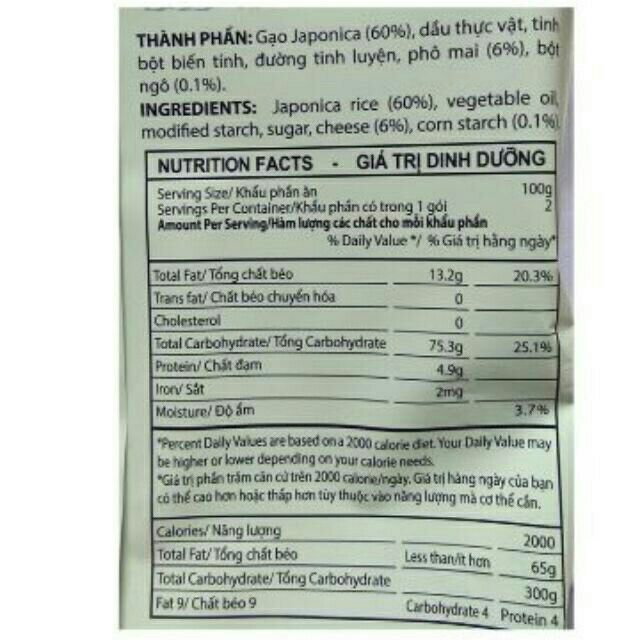 THÀNH PHẦN: Gạo Japonica (60%), dầu thực vật, tinh
bột biến tính, đường tinh luyện, phô mai (6%), bột
ngô (0.1%).
INGREDIENTS: Japonica rice (60%), vegetable oil,
modified starch, sugar, cheese (6%), corn starch (0.1%)
NUTRITION FACTS - GIÁ TRỊ DINH DƯỠNG
Serving Size/ Khẩu phần ăn 100g
Servings Per Container/Khẩu phần có trong 1 gói 2
Amount Per Serving/Hàm lượng các chất cho mỗi khẩu phần
% Daily Value */ % Giá trị hằng ngày*
Total Fat/ Tổng chất béo 13.2g 20.3%
Trans fat/ Chất béo chuyển hóa 0
Cholesterol 0
Total Carbohydrate/ Tổng Carbohydrate 75.3g 25.1%
Protein/ Chất đạm 4.9g
Iron/ Sắt 2mg
Moisture/ Độ ẩm 3.7%
*Percent Daily Values are based on a 2000 calorie diet. Your Daily Value may
be higher or lower depending on your calorie needs.
*Giá trị phần trăm căn cứ trên 2000 calorie/ngày. Giá trị hàng ngày của bạn
có thể cao hơn hoặc thấp hơn tùy thuộc vào năng lượng mà cơ thể cần.
Calories/ Năng lượng 2000
Total Fat/ Tổng chất béo Less than/ít hơn 65g
Total Carbohydrate/ Tổng Carbohydrate 300g
Fat 9/ Chất béo 9 Carbohydrate 4 Protein 4